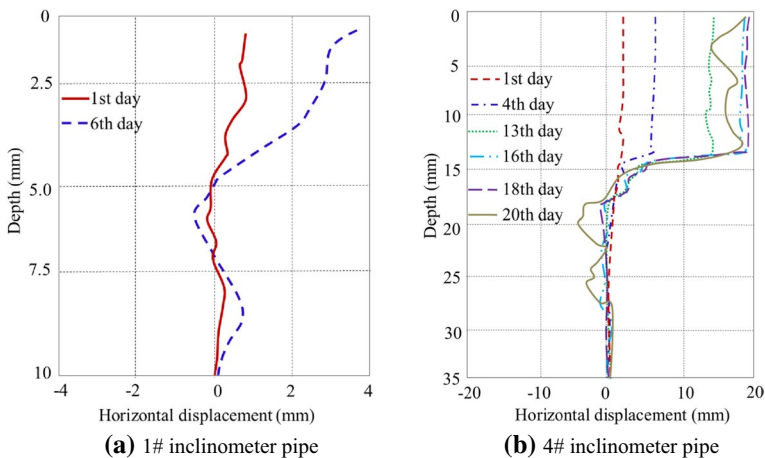 0
2.5
5.0
7.5
10
Depth (mm)
1st day
6th day
-4
-2
0
2
4
Horizontal displacement (mm)
(a) 1# inclinometer pipe
0
5
10
15
20
25
30
35
Depth (mm)
1st day
4th day
13th day
16th day
18th day
20th day
-20
-10
0
10
20
Horizontal displacement (mm)
(b) 4# inclinometer pipe